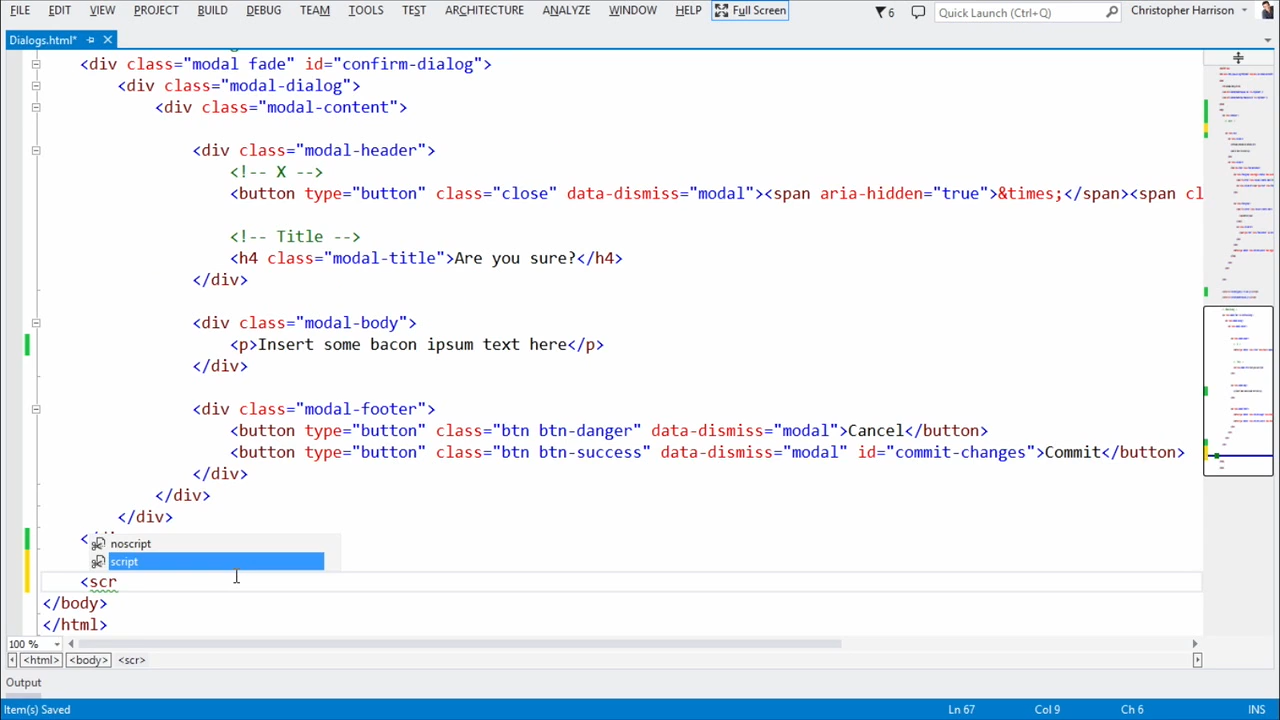 FILE EDIT VIEW PROJECT BUILD DEBUG TEAM TOOLS TEST ARCHITECTURE ANALYZE WINDOW HELP Full Screen 6 Quick Launch (Ctrl+Q) Christopher Harrison
Dialogs.html*
<div class="modal fade" id="confirm-dialog">
<div class="modal-dialog">
<div class="modal-content">
<div class="modal-header">
<!-- X -->
<button type="button" class="close" data-dismiss="modal"><span aria-hidden="true">&times;</span><span cl
<!-- Title -->
<h4 class="modal-title">Are you sure?</h4>
</div>
<div class="modal-body">
<p>Insert some bacon ipsum text here</p>
</div>
<div class="modal-footer">
<button type="button" class="btn btn-danger" data-dismiss="modal">Cancel</button>
<button type="button" class="btn btn-success" data-dismiss="modal" id="commit-changes">Commit</button>
</div>
</div>
</div>
noscript
script
<scr
</body>
</html>
100 %
<html> <body> <scr>
Output
Item(s) Saved Ln 67 Col 9 Ch 6 INS